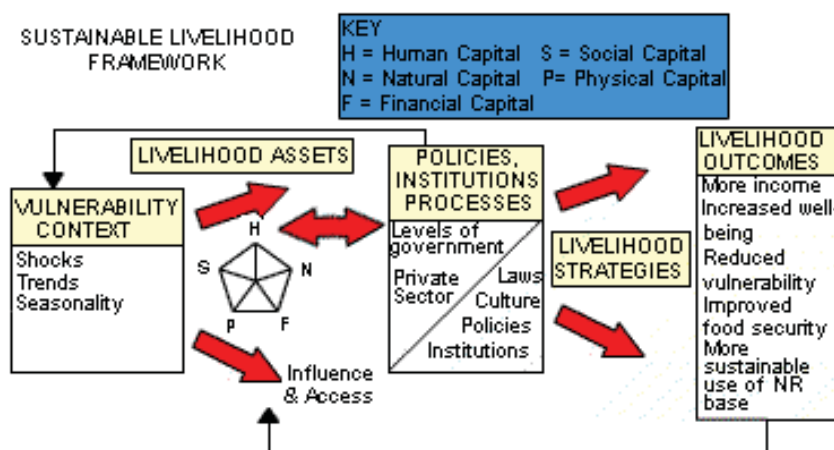 SUSTAINABLE LIVELIHOOD
FRAMEWORK
KEY
H = Human Capital S = Social Capital
N = Natural Capital P= Physical Capital
F = Financial Capital
LIVELIHOOD ASSETS
VULNERABILITY
CONTEXT
Shocks
Trends
Seasonality
H
S
N
P
F
Influence
& Access
POLICIES,
INSTITUTIONS
PROCESSES
Levels of
government
Private
Sector
Laws
Culture
Policies
Institutions
LIVELIHOOD
STRATEGIES
LIVELIHOOD
OUTCOMES
More income
Increased well-
being
Reduced
vulnerability
Improved
food security
More
sustainable
use of NR
base